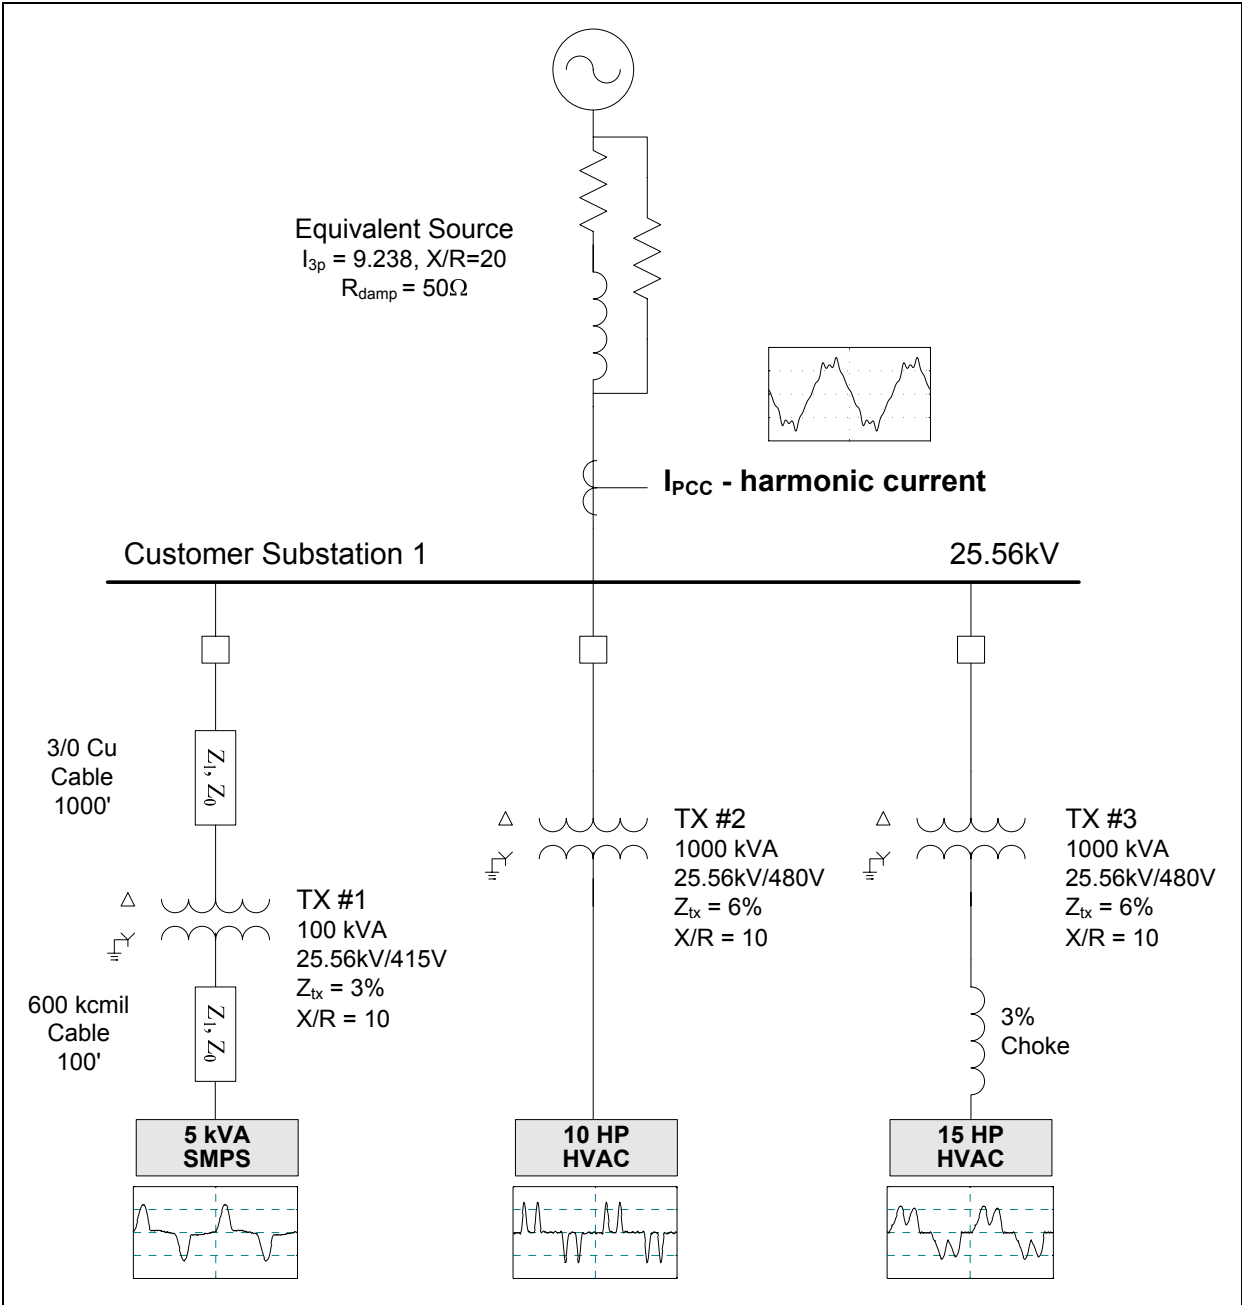 Equivalent Source
I3p = 9.238, X/R=20
Rdamp = 50Ω
IPCC - harmonic current
Customer Substation 1
25.56kV
3/0 Cu
Cable
1000'
Z1, Z0
TX #1
100 kVA
25.56kV/415V
Ztx = 3%
X/R = 10
600 kcmil
Cable
100'
Z1, Z0
5 kVA
SMPS
TX #2
1000 kVA
25.56kV/480V
Ztx = 6%
X/R = 10
10 HP
HVAC
TX #3
1000 kVA
25.56kV/480V
Ztx = 6%
X/R = 10
3%
Choke
15 HP
HVAC